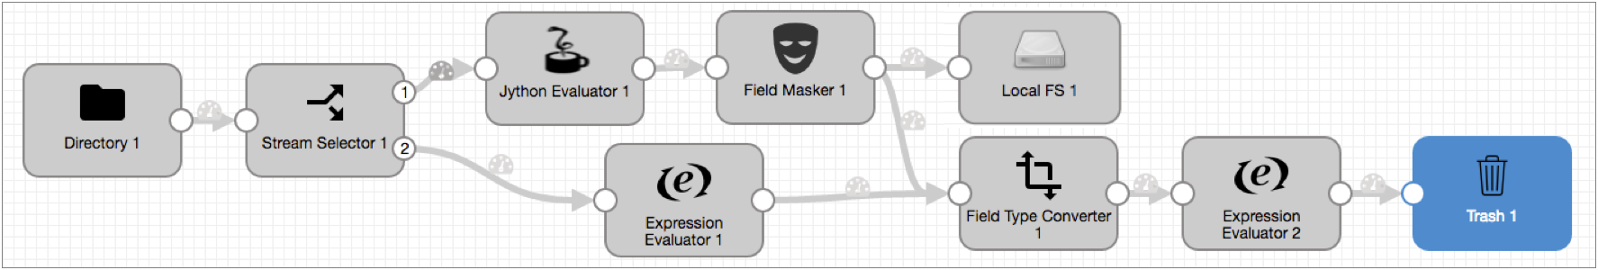 Directory 1
Stream Selector 1
1
2
Jython Evaluator 1
Field Masker 1
Local FS 1
Expression
Evaluator 1
Field Type Converter
1
Expression
Evaluator 2
Trash 1